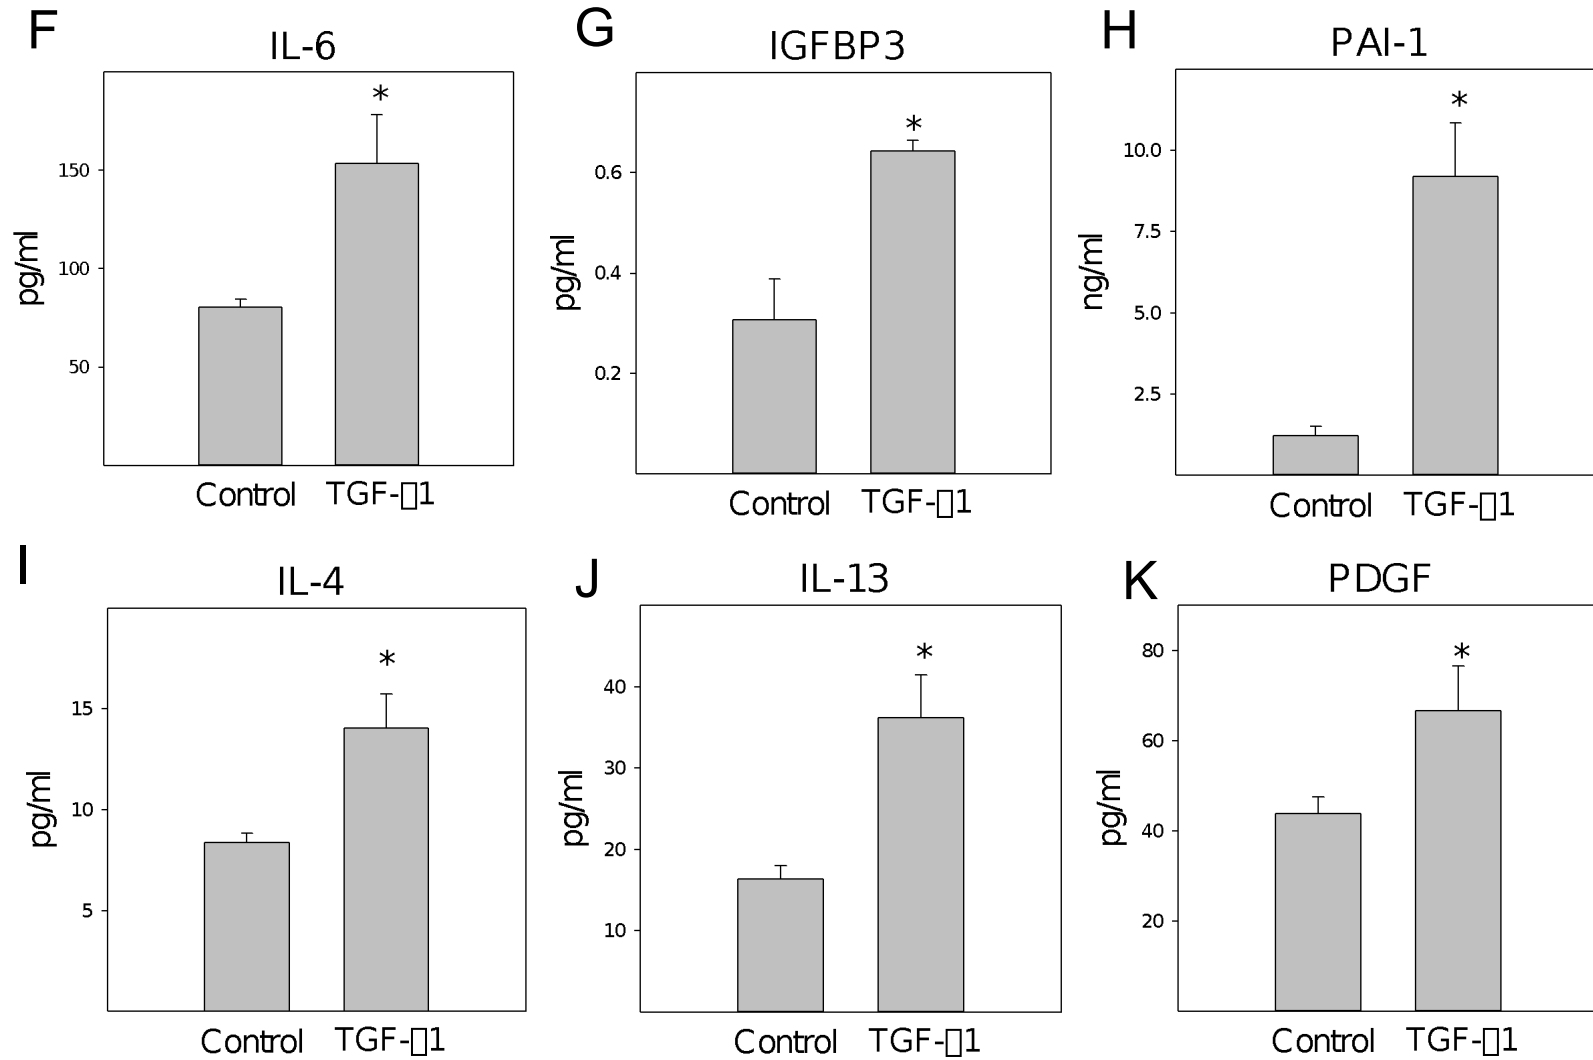 F
IL-6
*
150
100
50
pg/ml
Control TGF-▯1
G
IGFBP3
*
0.6
0.4
0.2
pg/ml
Control TGF-▯1
H
PAI-1
*
10.0
7.5
5.0
2.5
ng/ml
Control TGF-▯1
I
IL-4
*
15
10
5
pg/ml
Control TGF-▯1
J
IL-13
*
40
30
20
10
pg/ml
Control TGF-▯1
K
PDGF
*
80
60
40
20
pg/ml
Control TGF-▯1